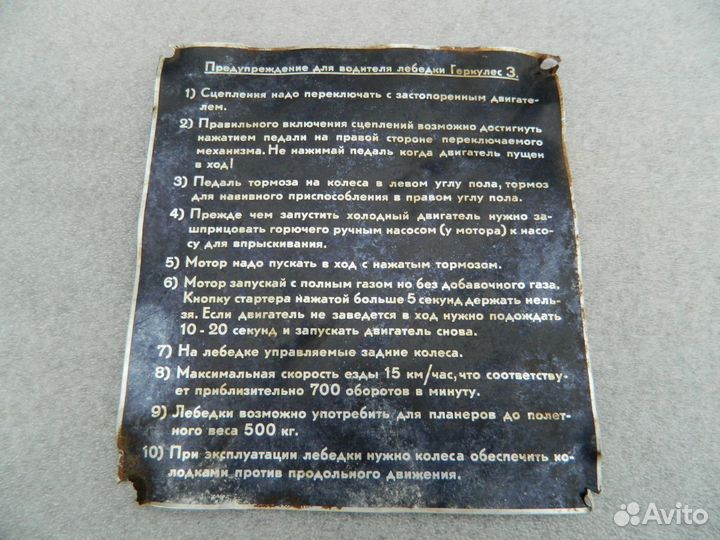 Предупреждение для водителя лебедки Геркулес 3.
1) Сцепления надо переключать с застопоренным двигате-
лем.
2) Правильного включения сцеплений возможно достигнуть
нажатием педали на правой стороне переключаемого
механизма. Не нажимай педаль когда двигатель пущен
в ход!
3) Педаль тормоза на колеса в левом углу пола, тормоз
для навивного приспособления в правом углу пола.
4) Прежде чем запустить холодный двигатель нужно за-
шприцовать горючего ручным насосом (у мотора) к насо-
су для впрыскивания.
5) Мотор надо пускать в ход с нажатым тормозом.
6) Мотор запускай с полным газом но без добавочного газа.
Кнопку стартера нажатой больше 5 секунд держать нель-
зя. Если двигатель не заведется в ход нужно подождать
10 - 20 секунд и запускать двигатель снова.
7) На лебедке управляемые задние колеса.
8) Максимальная скорость езды 15 км/час, что соответству-
ет приблизительно 700 оборотов в минуту.
9) Лебедки возможно употребить для планеров до полет-
ного веса 500 кг.
10) При эксплуатации лебедки нужно колеса обеспечить ко-
лодками против продольного движения.
Avito